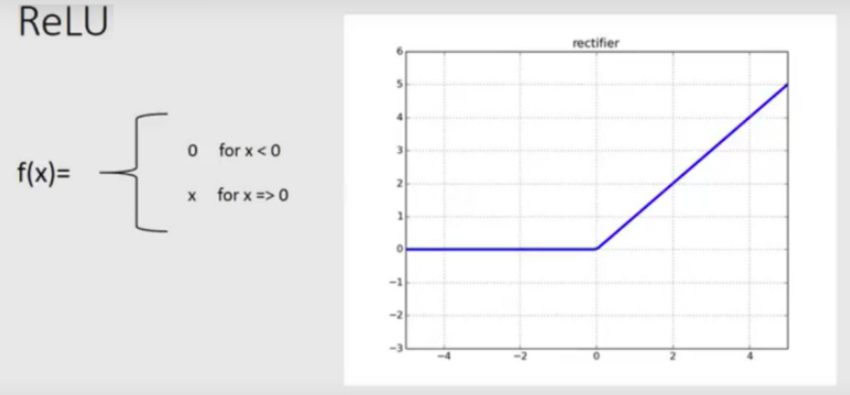 ReLU
f(x)=
0 for x < 0
x for x => 0
rectifier
6
5
4
3
2
1
0
−1
−2
−3
−4 −2 0 2 4